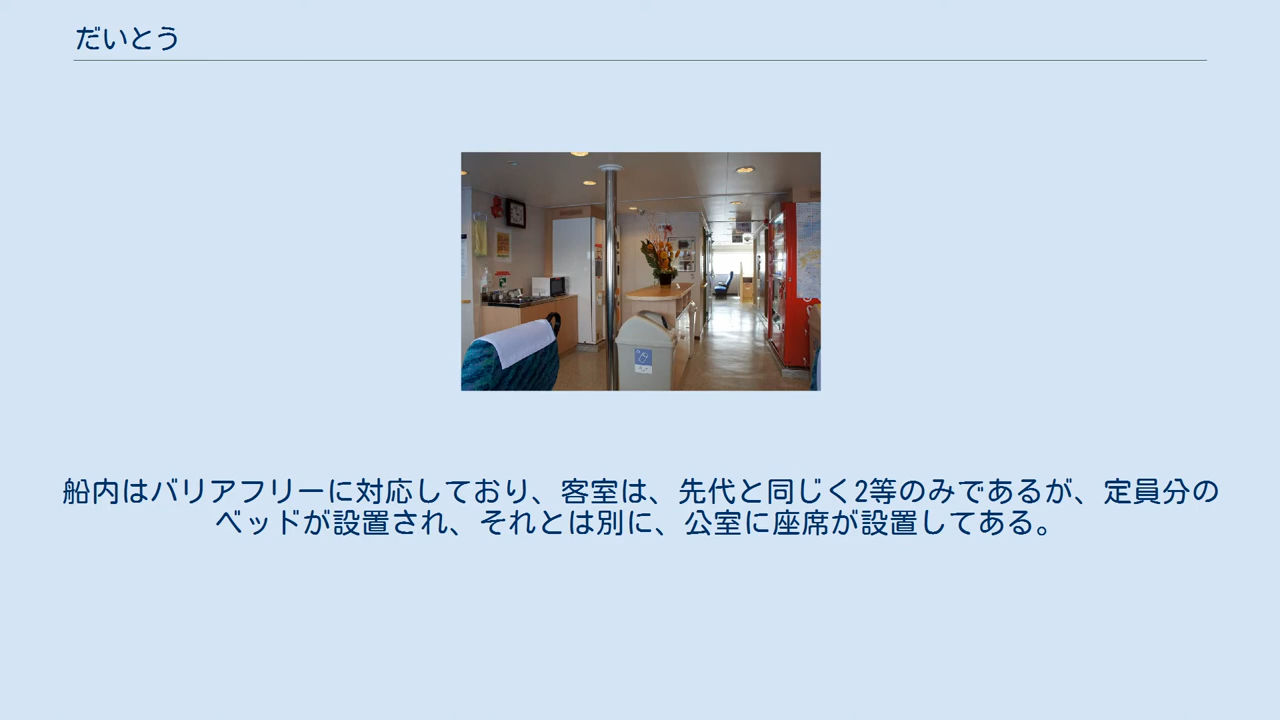 だいとう
船内はバリアフリーに対応しており、客室は、先代と同じく2等のみであるが、定員分の
ベッドが設置され、それとは別に、公室に座席が設置してある。